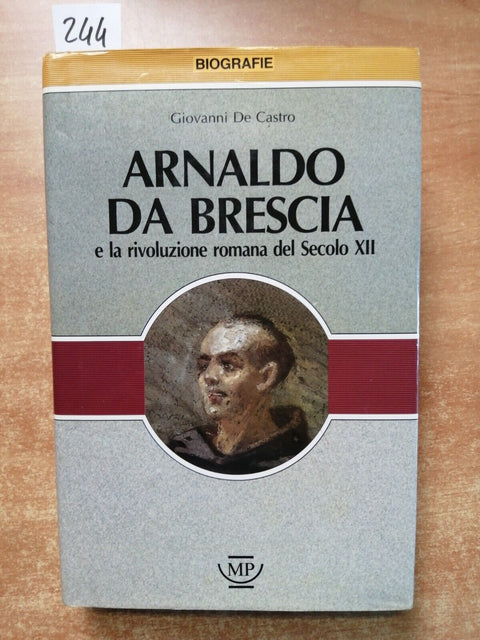 244
BIOGRAFIE
Giovanni De Castro
ARNALDO
DA BRESCIA
e la rivoluzione romana del Secolo XII
MP